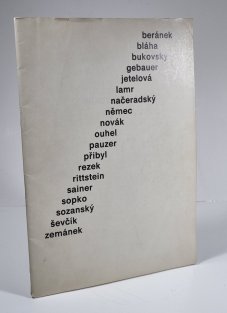 beránek
bláha
bukovský
gebauer
jetelová
lamr
načeradský
němec
novák
ouhel
pauzer
přibyl
rezek
rittstein
sainer
sopko
sozanský
ševčík
zemánek